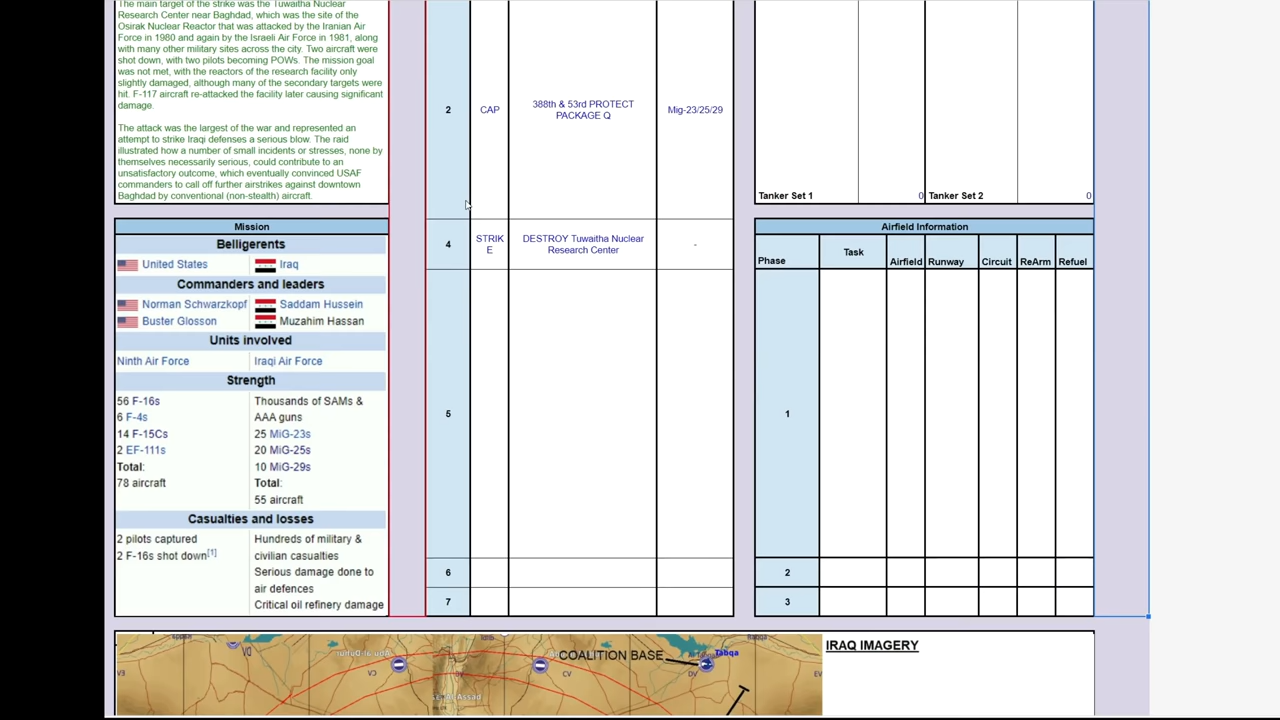 The main target of the strike was the Tuwaitha Nuclear
Research Center near Baghdad, which was the site of the
Osirak Nuclear Reactor that was attacked by the Iranian Air
Force in 1980 and again by the Israeli Air Force in 1981, along
with many other military sites across the city. Two aircraft were
shot down, with two pilots becoming POWs. The mission goal
was not met, with the reactors of the research facility only
slightly damaged, although many of the secondary targets were
hit. F-117 aircraft re-attacked the facility later causing significant
damage.
The attack was the largest of the war and represented an
attempt to strike Iraqi defenses a serious blow. The raid
illustrated how a number of small incidents or stresses, none by
themselves necessarily serious, could contribute to an
unsatisfactory outcome, which eventually convinced USAF
commanders to call off further airstrikes against downtown
Baghdad by conventional (non-stealth) aircraft.
Mission
Belligerents
United States Iraq
Commanders and leaders
Norman Schwarzkopf Saddam Hussein
Buster Glosson Muzahim Hassan
Units involved
Ninth Air Force Iraqi Air Force
Strength
56 F-16s
6 F-4s
14 F-15Cs
2 EF-111s
Total:
78 aircraft
Thousands of SAMs &
AAA guns
25 MiG-23s
20 MiG-25s
10 MiG-29s
Total:
55 aircraft
Casualties and losses
2 pilots captured
2 F-16s shot down[1]
Hundreds of military &
civilian casualties
Serious damage done to
air defences
Critical oil refinery damage
2 CAP 388th & 53rd PROTECT
PACKAGE Q
Mig-23/25/29
4 STRIK
E
DESTROY Tuwaitha Nuclear
Research Center
-
5
6
7
Tanker Set 1 0 Tanker Set 2 0
Airfield Information
Phase Task Airfield Runway Circuit ReArm Refuel
1
2
3
COALITION BASE
Tabqa
Al Assad
CV
DV
EV
IRAQ IMAGERY